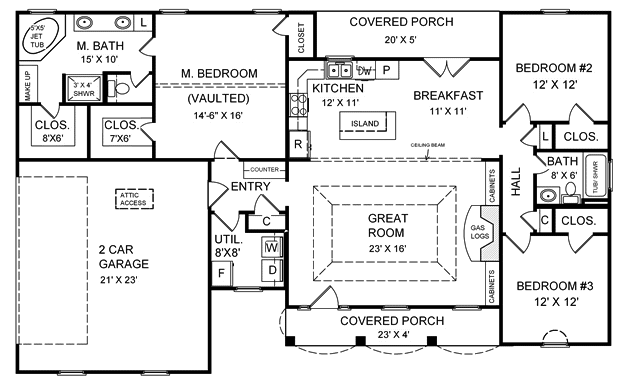 5'X5'
JET
TUB
L
M. BATH
15' X 10'
MAKE UP
3' X 4'
SHWR
CLOS.
8'X6'
CLOS.
7'X6'
M. BEDROOM
(VAULTED)
14'-6" X 16'
CLOSET
COVERED PORCH
20' X 5'
DW
P
KITCHEN
12' X 11'
ISLAND
R
BREAKFAST
11' X 11'
CEILING BEAM
BEDROOM #2
12' X 12'
L
CLOS.
BATH
8' X 6'
TUB/ SHWR
HALL
C
CLOS.
BEDROOM #3
12' X 12'
COUNTER
ENTRY
C
UTIL.
8'X8'
W
D
F
ATTIC
ACCESS
2 CAR
GARAGE
21' X 23'
GREAT
ROOM
23' X 16'
CABINETS
GAS
LOGS
CABINETS
COVERED PORCH
23' X 4'